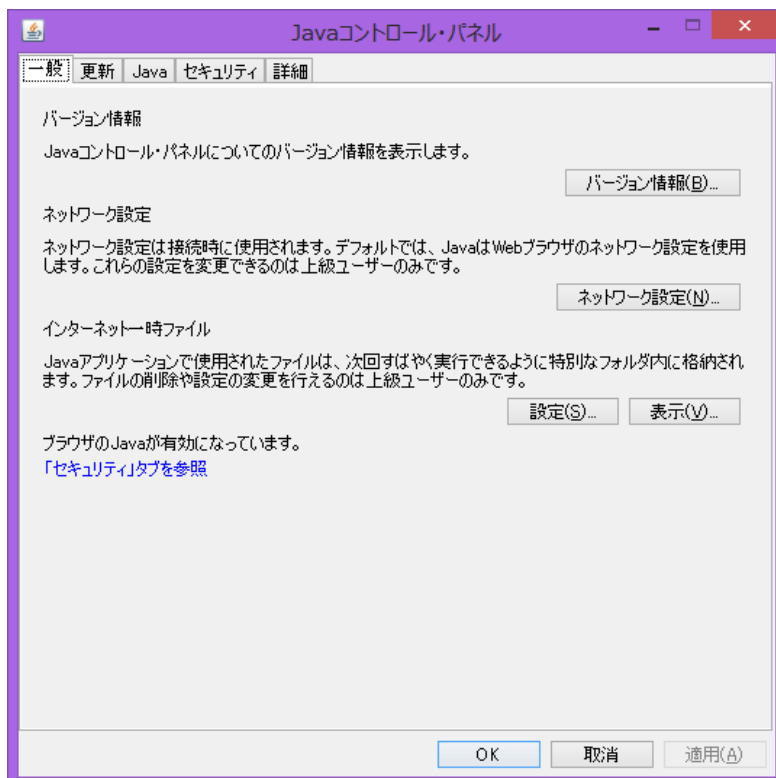 Javaコントロール・パネル
一般 更新 Java セキュリティ 詳細
バージョン情報
Javaコントロール・パネルについてのバージョン情報を表示します。
バージョン情報(B)...
ネットワーク設定
ネットワーク設定は接続時に使用されます。デフォルトでは、JavaはWebブラウザのネットワーク設定を使用
します。これらの設定を変更できるのは上級ユーザーのみです。
ネットワーク設定(N)...
インターネット一時ファイル
Javaアプリケーションで使用されたファイルは、次回すばやく実行できるように特別なフォルダ内に格納され
ます。ファイルの削除や設定の変更を行えるのは上級ユーザーのみです。
設定(S)... 表示(V)...
ブラウザのJavaが有効になっています。
「セキュリティ」タブを参照
OK 取消 適用(A)